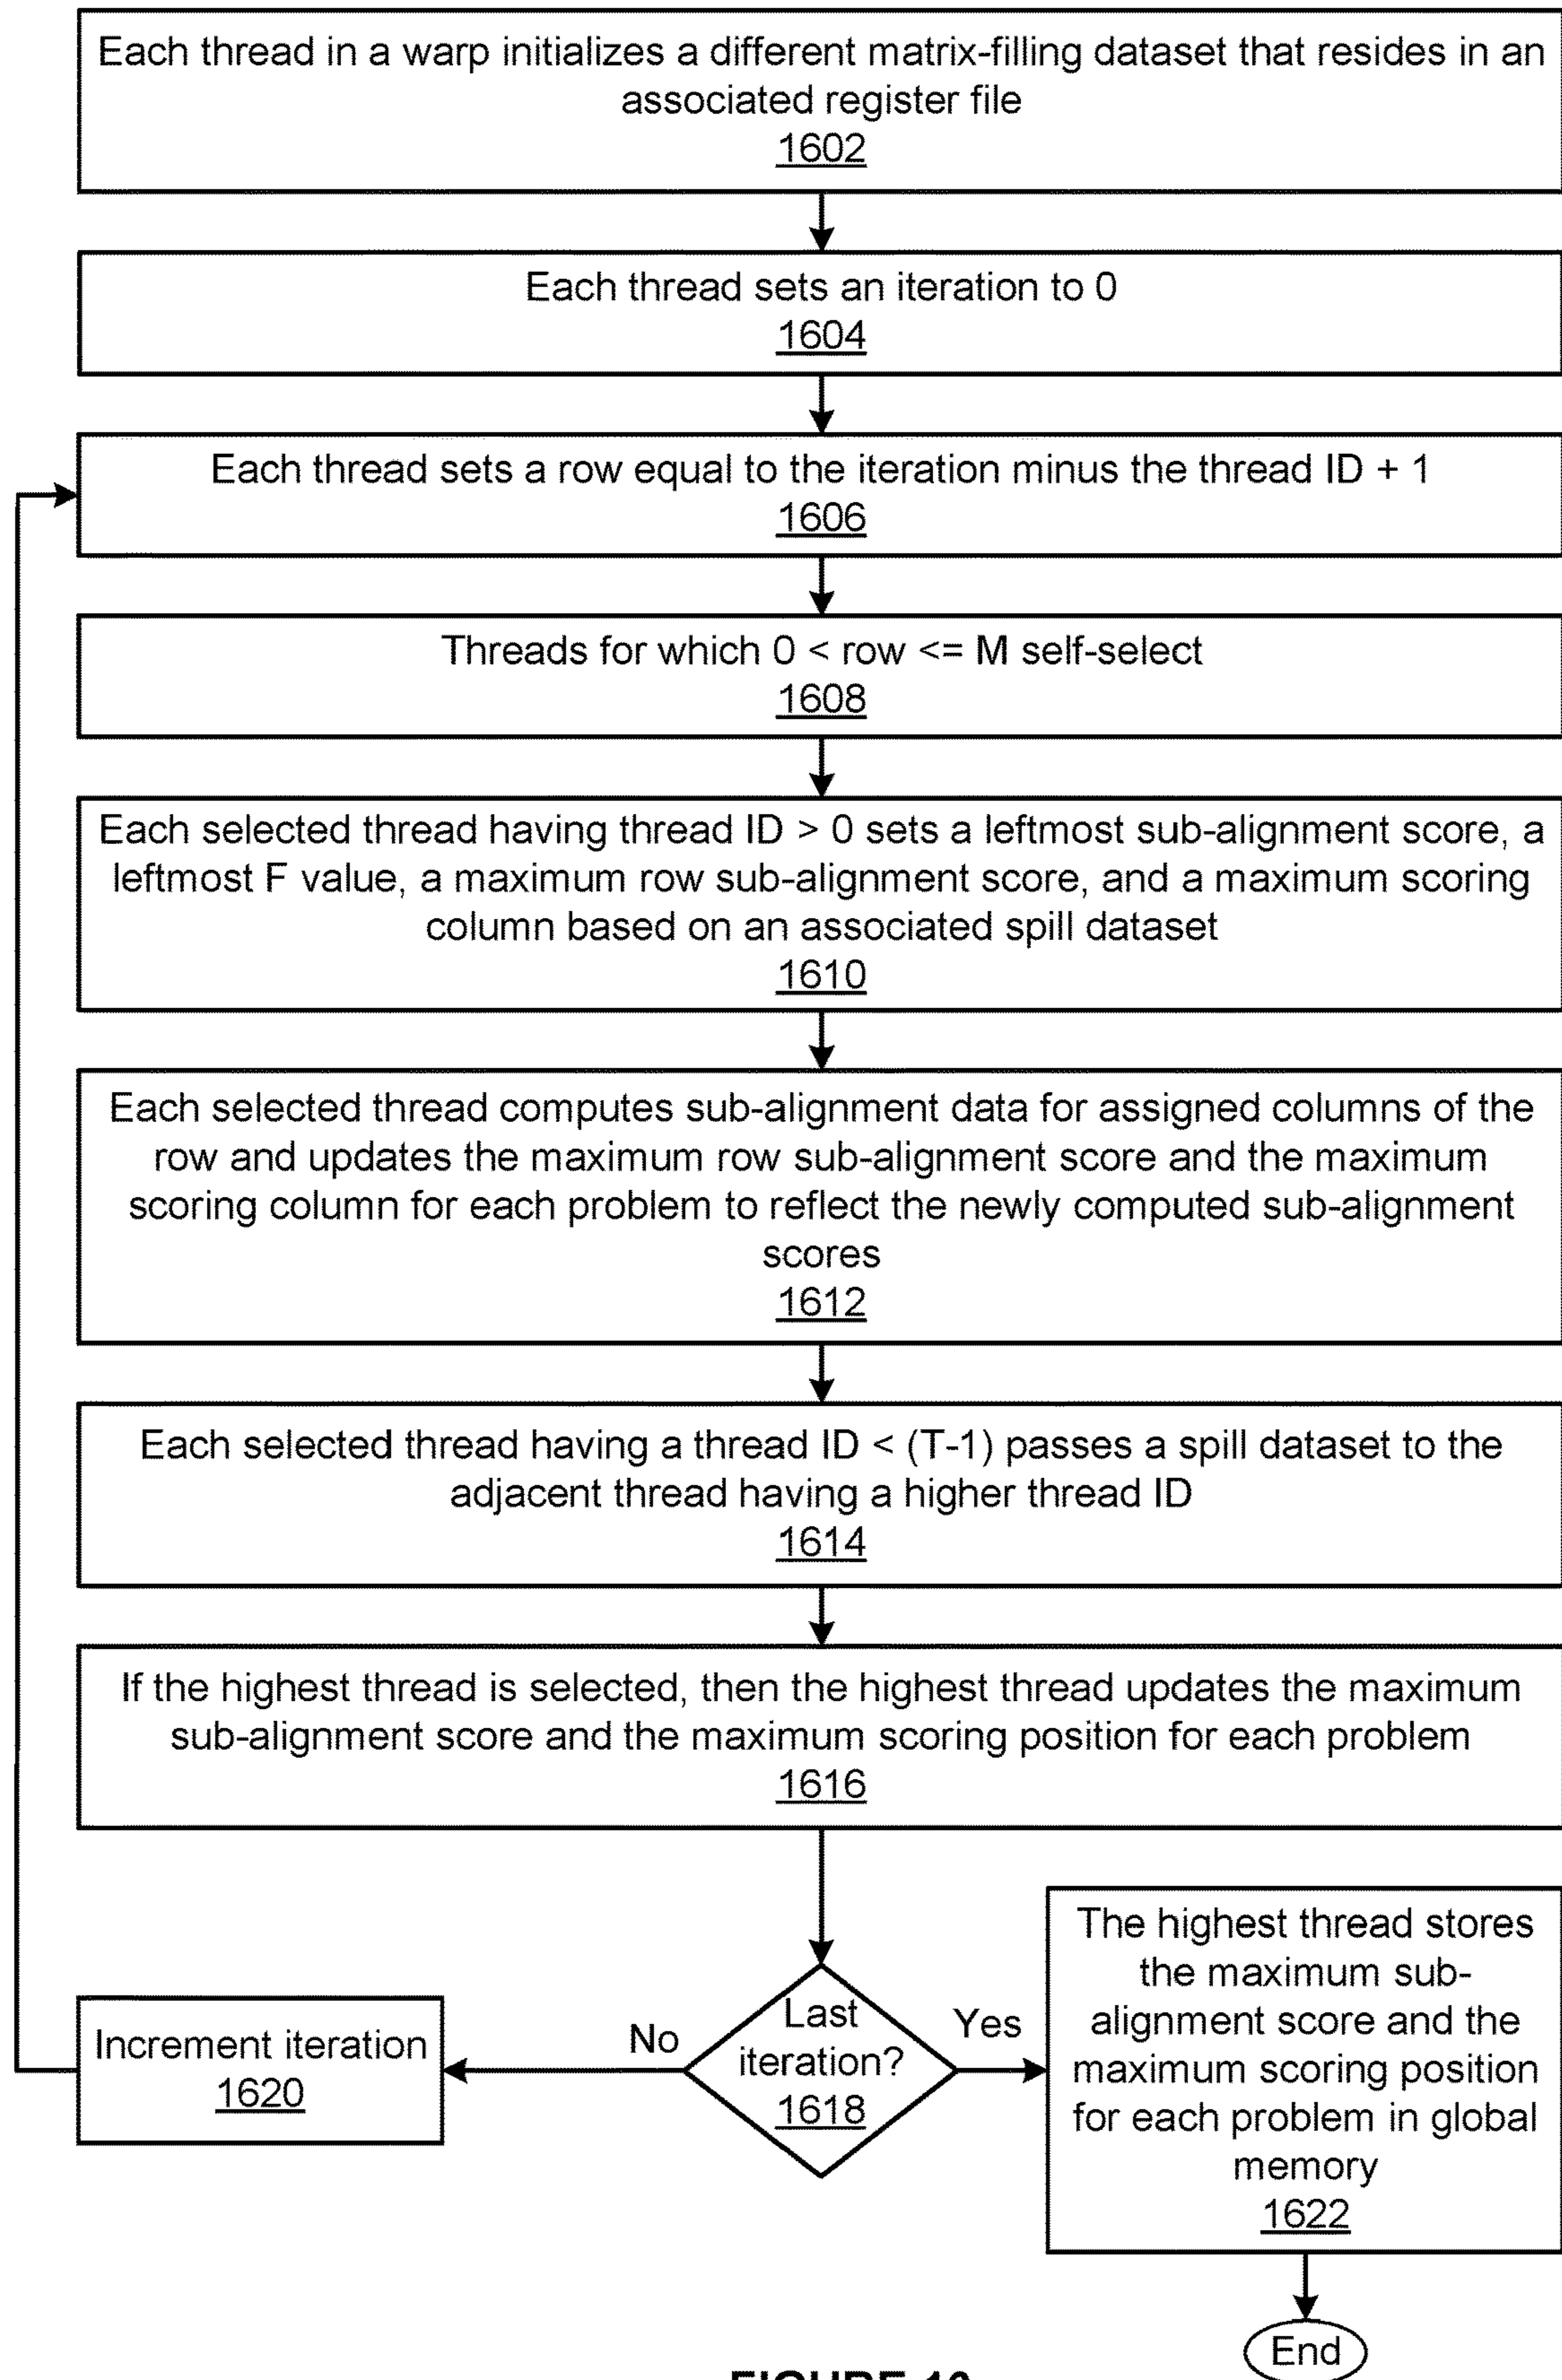 Each thread in a warp initializes a different matrix-filling dataset that resides in an
associated register file
1602
Each thread sets an iteration to 0
1604
Each thread sets a row equal to the iteration minus the thread ID + 1
1606
Threads for which 0 < row <= M self-select
1608
Each selected thread having thread ID > 0 sets a leftmost sub-alignment score, a
leftmost F value, a maximum row sub-alignment score, and a maximum scoring
column based on an associated spill dataset
1610
Each selected thread computes sub-alignment data for assigned columns of the
row and updates the maximum row sub-alignment score and the maximum
scoring column for each problem to reflect the newly computed sub-alignment
scores
1612
Each selected thread having a thread ID < (T-1) passes a spill dataset to the
adjacent thread having a higher thread ID
1614
If the highest thread is selected, then the highest thread updates the maximum
sub-alignment score and the maximum scoring position for each problem
1616
Last
iteration?
1618
No
Yes
Increment iteration
1620
The highest thread stores
the maximum sub-
alignment score and the
maximum scoring position
for each problem in global
memory
1622
End